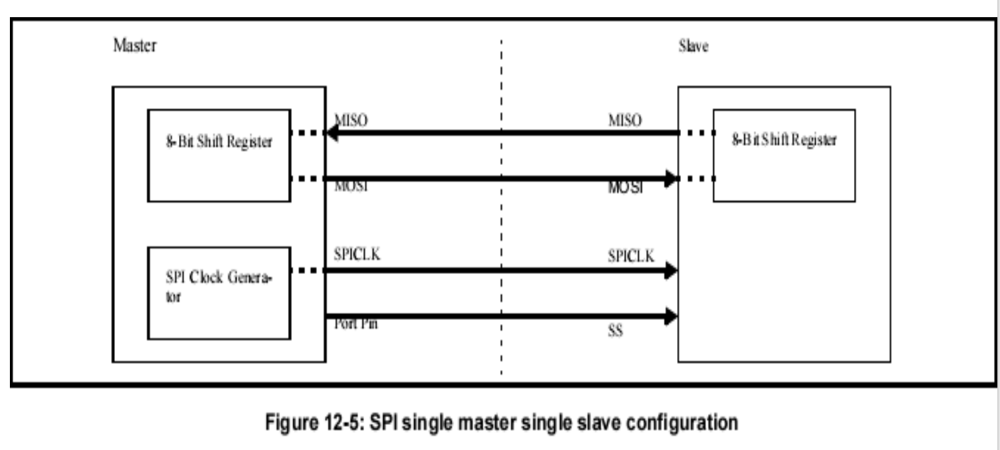 Master
Slave
MISO
MISO
8-Bit Shift Register
8-Bit Shift Register
MOSI
MOSI
SPICLK
SPICLK
SPI Clock Genera-
tor
Port Pin
SS
Figure 12-5: SPI single master single slave configuration